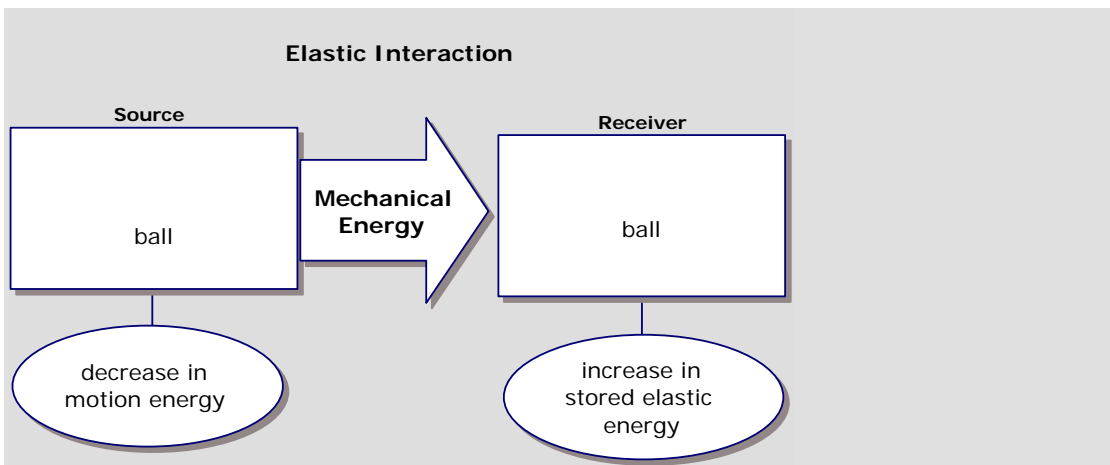 Elastic Interaction
Source
Receiver
ball
Mechanical
Energy
ball
decrease in
motion energy
increase in
stored elastic
energy